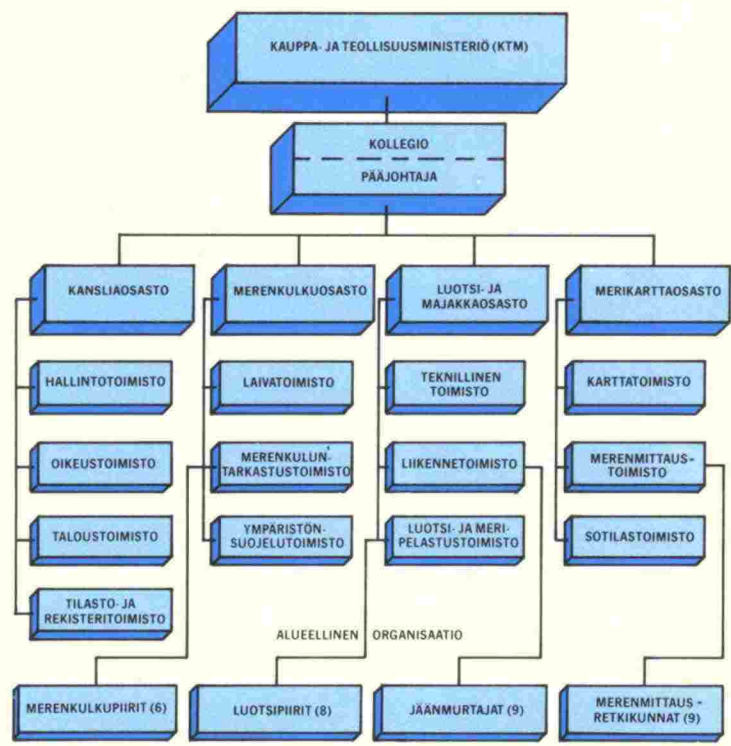 KAUPPA- JA TEOLLISUUSMINISTERIÖ (KTM)
KOLLEGIO
PÄÄJOHTAJA
KANSLIAOSASTO
MERENKULKUOSASTO
LUOTSI- JA
MAJAKKAOSASTO
MERIKARTTAOSASTO
HALLINTOTOIMISTO
LAIVATOIMISTO
TEKNILLINEN
TOIMISTO
KARTTATOIMISTO
OIKEUSTOIMISTO
MERENKULUN-
TARKASTUSTOIMISTO
LIIKENNETOIMISTO
MERENMITTAUS-
TOIMISTO
TALOUSTOIMISTO
YMPÄRISTÖN-
SUOJELUTOIMISTO
LUOTSI- JA MERI-
PELASTUSTOIMISTO
SOTILASTOIMISTO
TILASTO- JA
REKISTERITOIMISTO
ALUEELLINEN ORGANISAATIO
MERENKULKUPIIRIT (6)
LUOTSIPIIRIT (8)
JÄÄNMURTAJAT (9)
MERENMITTAUS-
RETKIKUNNAT (9)